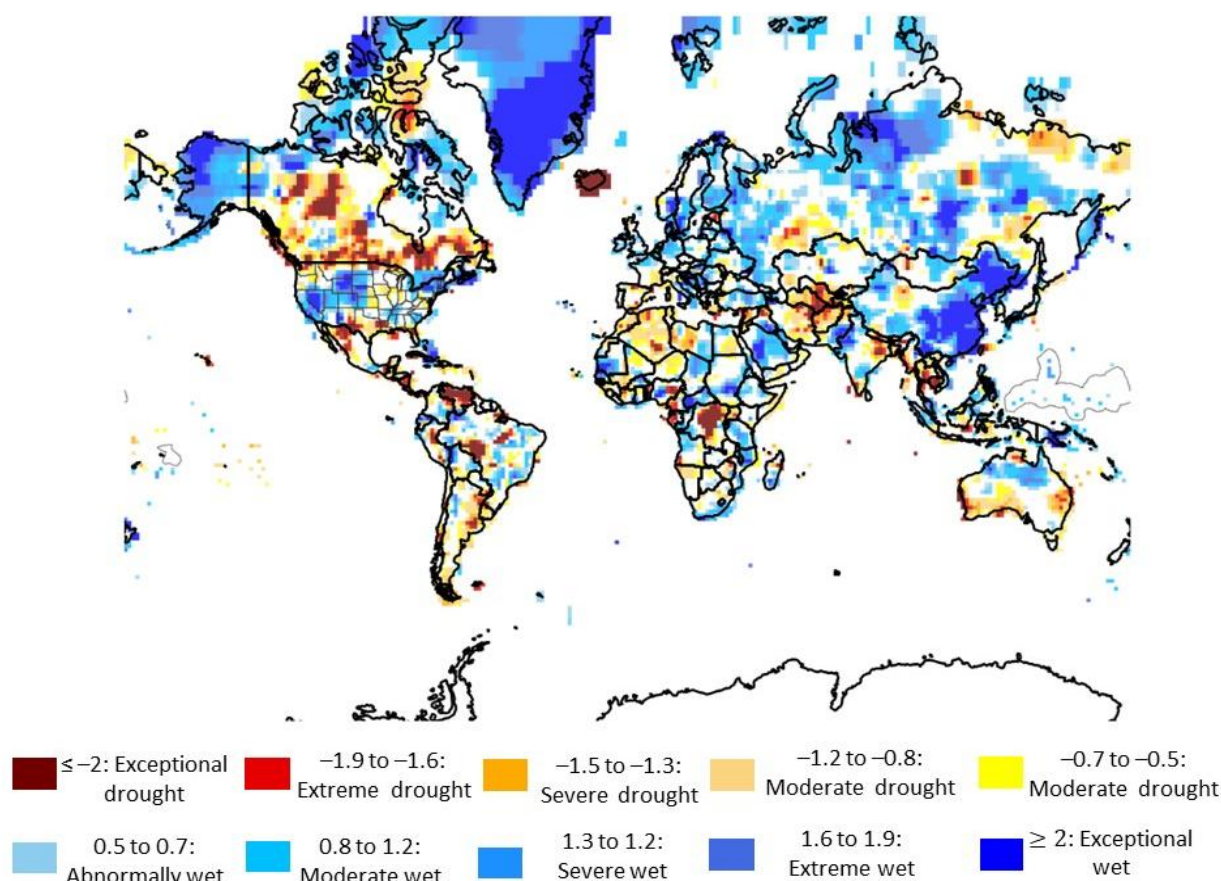 ≤ –2: Exceptional drought
–1.9 to –1.6: Extreme drought
–1.5 to –1.3: Severe drought
–1.2 to –0.8: Moderate drought
–0.7 to –0.5: Moderate drought
0.5 to 0.7: Abnormally wet
0.8 to 1.2: Moderate wet
1.3 to 1.2: Severe wet
1.6 to 1.9: Extreme wet
≥ 2: Exceptional wet